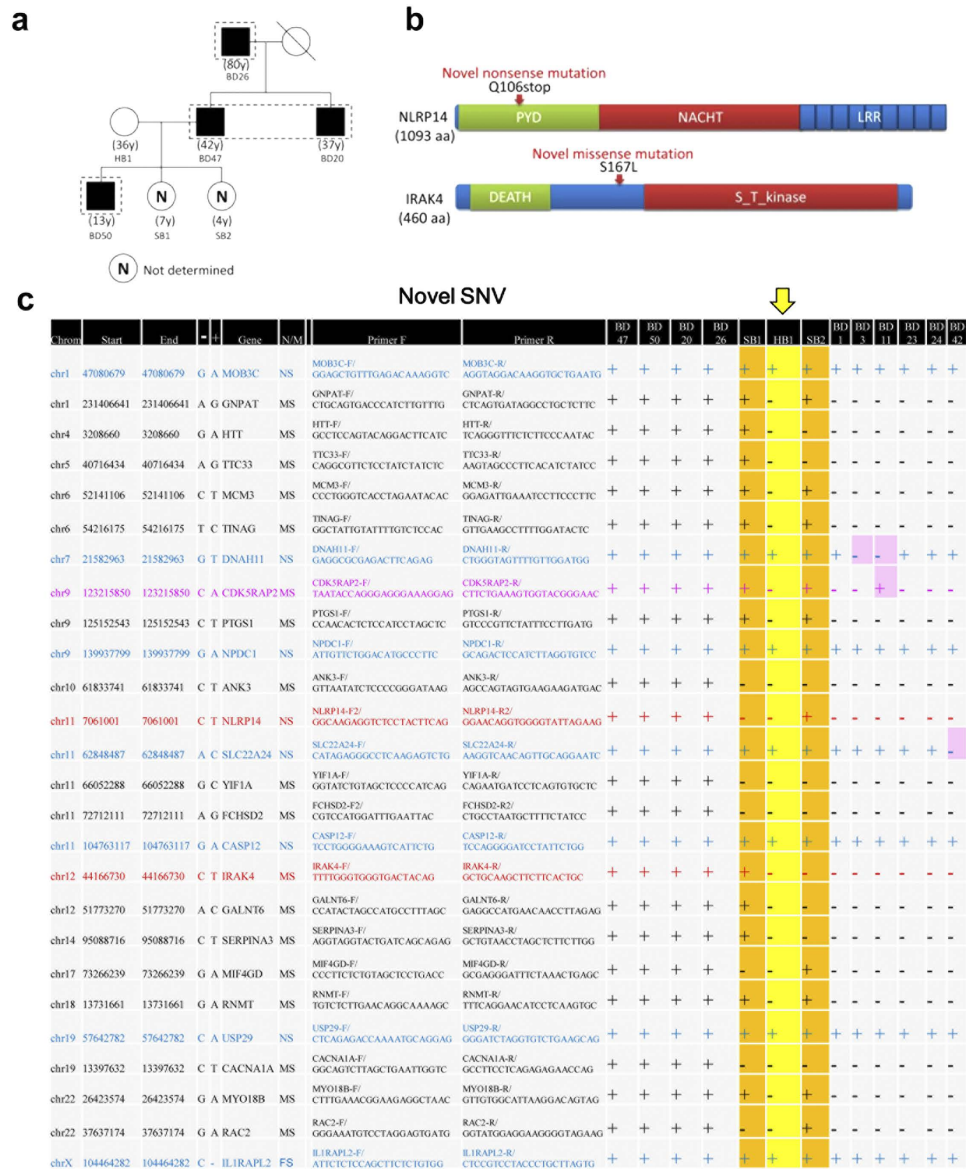 a
b
(80y)
BD26
(36y)
HB1
(42y)
BD47
(37y)
BD20
(13y)
BD50
N
(7y)
SB1
N
(4y)
SB2
N Not determined
Novel nonsense mutation
Q106stop
NLRP14
(1093 aa)
PYD NACHT LRR
Novel missense mutation
S167L
IRAK4
(460 aa)
DEATH S_T_kinase
c
Novel SNV
Chrom Start End - + Gene N/M Primer F Primer R BD 47 BD 50 BD 20 BD 26 SB1 HB1 SB2 BD 1 BD 3 BD 11 BD 23 BD 24 BD 42
MOB3C-F/ MOB3C-R/
chr1 47080679 47080679 G A MOB3C NS GGAGCTGTTTGAGACAAAGGTC AGGTAGGACAAGGTGCTGAATG + + + + + + + + + + + + +
GNPAT-F/ GNPAT-R/
chr1 231406641 231406641 A G GNPAT MS CTGCAGTGACCCATCTTGTTTG CTCAGTGATAGGCCTGCTCTTC + + + + + - + - - - - - -
HTT-F/ HTT-R/
chr4 3208660 3208660 G A HTT MS GCCTCCAGTACAGGACTTCATC TCAGGGTTTCTCTTCCCAATAC + + + + + - - - - - - - -
TTC33-F/ TTC33-R/
chr5 40716434 40716434 A G TTC33 MS CAGGCGTTCTCCTATCTATCTC AAGTAGCCCTTCACATCTATCC + + + + + - - - - - - - -
MCM3-F/ MCM3-R/
chr6 52141106 52141106 C T MCM3 MS CCCTGGGTCACCTAGAATACAC GGAGATTGAAATCCTTCCCTTC + + + + + - + - - - - - -
TINAG-F/ TINAG-R/
chr6 54216175 54216175 T C TINAG MS GGCTATTGTATTTTGTCTCCAC GTTGAAGCCTTTTGGATACTC + + + + + - + - - - - - -
DNAH11-F/ DNAH11-R/
chr7 21582963 21582963 G T DNAH11 NS GAGGCGCGAGACTTCAGAG CTGGGTAGTTTTGTTGGATGG + + + + + + + + - - + + +
CDK5RAP2-F/ CDK5RAP2-R/
chr9 123215850 123215850 C A CDK5RAP2 MS TAATACCAGGGAGGGAAAGGAG CTTCTGAAAGTGGTACGGGAAC + + + + + - + - - + - - -
PTGS1-F/ PTGS1-R/
chr9 125152543 125152543 C T PTGS1 MS CCAACACTCTCCATCCTAGCTC GTCCCGTTCTATTTCCTTGATG + + + + + - + - - - - - -
NPDC1-F/ NPDC1-R/
chr9 139937799 139937799 G A NPDC1 NS ATTGTTCTGGACATGCCCTTC GCAGACTCCATCTTAGGTGTCC + + + + + + + + + + + + +
ANK3-F/ ANK3-R/
chr10 61833741 61833741 C T ANK3 MS GTTAATATCTCCCCGGGATAAG AGCCAGTAGTGAAGAAGATGAC + + + + - - - - - - - - -
NLRP14-F2/ NLRP14-R2/
chr11 7061001 7061001 C T NLRP14 NS GGCAAGAGGTCTCCTACTTCAG GGAACAGGTGGGGTATTAGAAG + + + + - - + - - - - - -
SLC22A24-F/ SLC22A24-R/
chr11 62848487 62848487 A C SLC22A24 NS CATAGAGGGCCTCAAGAGTCTG AAGGTCAACAGTTGCAGGAATC + + + + + + + + + + + + -
YIF1A-F/ YIF1A-R/
chr11 66052288 66052288 G C YIF1A MS GGTATCTGTAGCTCCCCATCAG CAGAATGATCCTCAGTGTGCTC + + + + - - - - - - - - -
FCHSD2-F2/ FCHSD2-R2/
chr11 72712111 72712111 A G FCHSD2 MS CGTCCATGGATTTGAATTAC CTGCCTAATGCTTTTCTATCC + + + + - - + - - - - - -
CASP12-F/ CASP12-R/
chr11 104763117 104763117 G A CASP12 NS TCCTGGGGAAAGTCATTCTG TCCAGGGGATCCTATTCTGG + + + + + + + + + + + + +
IRAK4-F/ IRAK4-R/
chr12 44166730 44166730 C T IRAK4 MS TTTTGGGTGGGTGACTACAG GCTGCAAGCTTCTTCACTGC + + + + + - - - - - - - -
GALNT6-F/ GALNT6-R/
chr12 51773270 51773270 A C GALNT6 MS CCATACTAGCCATGCCTTTAGC GAGGCCATGAACAACCTTAGAG + + + + + - - - - - - - -
SERPINA3-F/ SERPINA3-R/
chr14 95088716 95088716 C T SERPINA3 MS AGGTAGGTACTGATCAGCAGAG GCTGTAACCTAGCTCTTCTTGG + + + + + - - - - - - - -
MIF4GD-F/ MIF4GD-R/
chr17 73266239 73266239 G A MIF4GD MS CCCTTCTCTGTAGCTCCTGACC GCGAGGGATTTCTAAACTGAGC + + + + - - + - - - - - -
RNMT-F/ RNMT-R/
chr18 13731661 13731661 G A RNMT MS TGTCTCTTGAACAGGCAAAAGC TTTCAGGAACATCCTCAAGTGC + + + + + - + - - - - - -
USP29-F/ USP29-R/
chr19 57642782 57642782 C A USP29 NS CTCAGAGACCAAAATGCAGGAG GGGATCTAGGTGTCTGAAGCAG + + + + + + + + + + + + +
CACNA1A-F/ CACNA1A-R/
chr19 13397632 13397632 C T CACNA1A MS GGCAGTCTTAGCTGAATTGGTC GCCTTCCTCAGAGAGAACCAG + + + + - - - - - - - - -
MYO18B-F/ MYO18B-R/
chr22 26423574 26423574 G A MYO18B MS CTTTGAAACGGAAGAGGCTAAC GTTGTGGCATTAAGGACAGTAG + + + + + - + - - - - - -
RAC2-F/ RAC2-R/
chr22 37637174 37637174 G A RAC2 MS GGGAAATGTCCTAGGAGTGATG GGTATGGAGGAAGGGGTAGAAG + + + + - - + - - - - - -
IL1RAPL2-F/ IL1RAPL2-R/
chrX 104464282 104464282 C - IL1RAPL2 FS ATTCTCTCCAGCTTCTCTGTGG CTCCGTCCTACCCTGCTTAGTG + + + + + + + + + + + + +